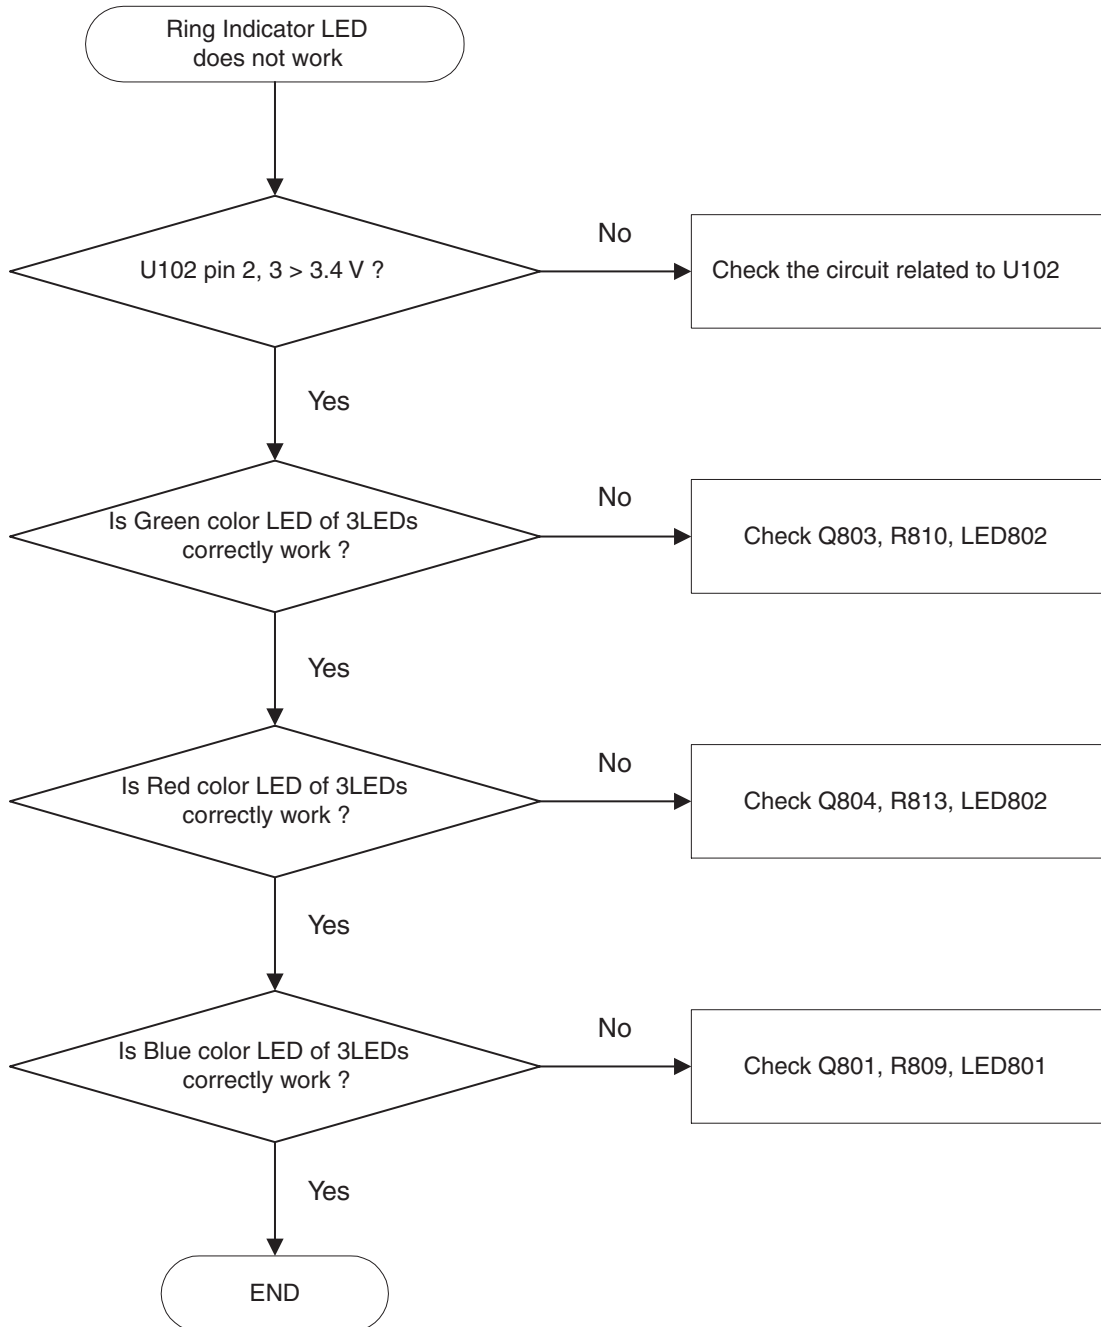 Ring Indicator LED
does not work
U102 pin 2, 3 > 3.4 V ?
No
Check the circuit related to U102
Yes
Is Green color LED of 3LEDs
correctly work ?
No
Check Q803, R810, LED802
Yes
Is Red color LED of 3LEDs
correctly work ?
No
Check Q804, R813, LED802
Yes
Is Blue color LED of 3LEDs
correctly work ?
No
Check Q801, R809, LED801
Yes
END